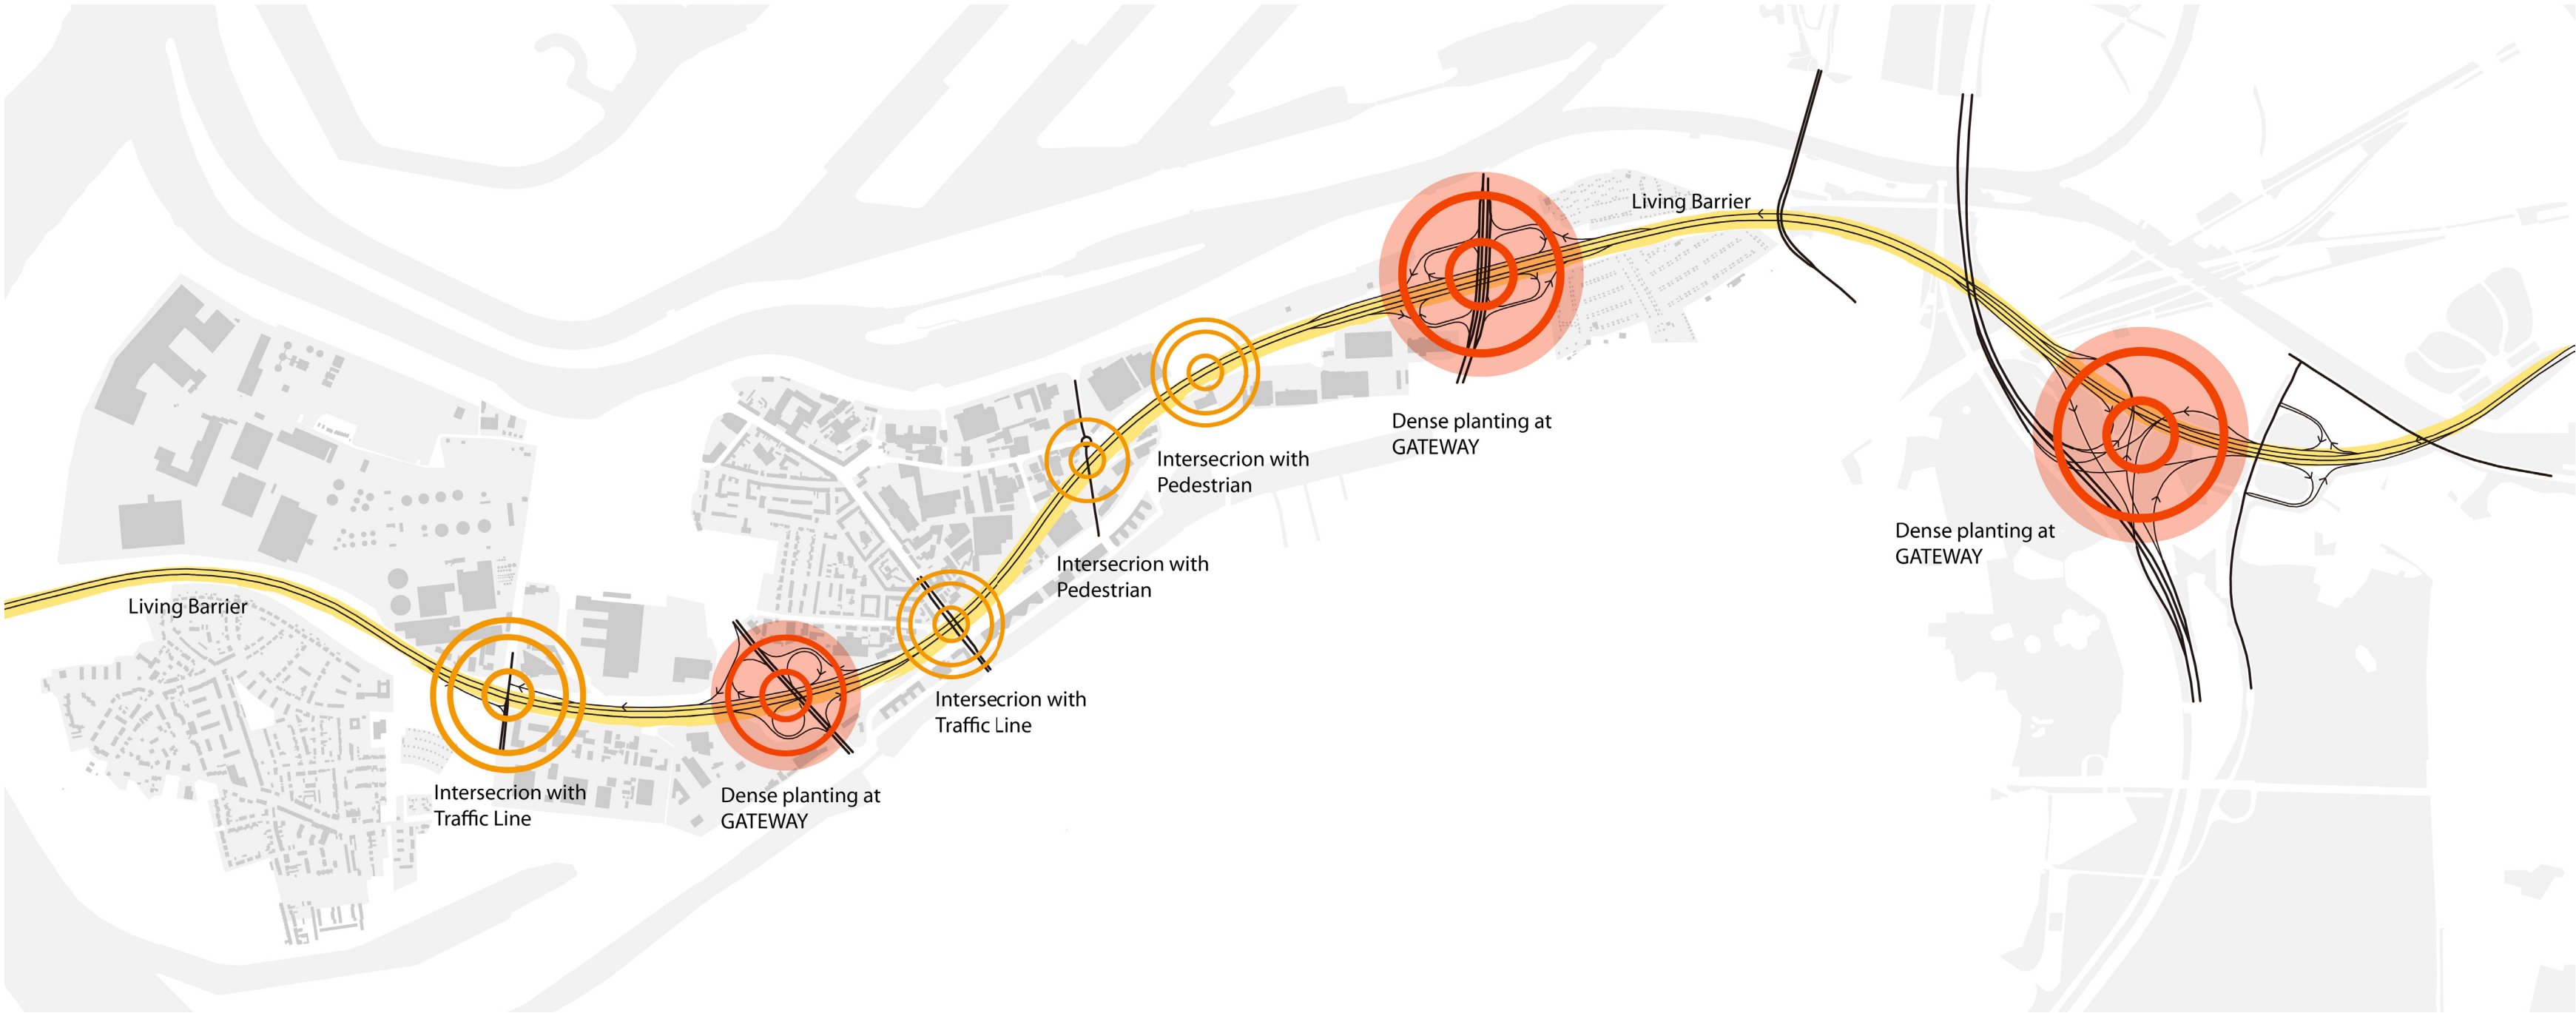 Living Barrier
Dense planting at
GATEWAY
Intersecrion with
Pedestrian
Dense planting at
GATEWAY
Intersecrion with
Pedestrian
Living Barrier
Intersecrion with
Traffic Line
Intersecrion with
Traffic Line
Dense planting at
GATEWAY